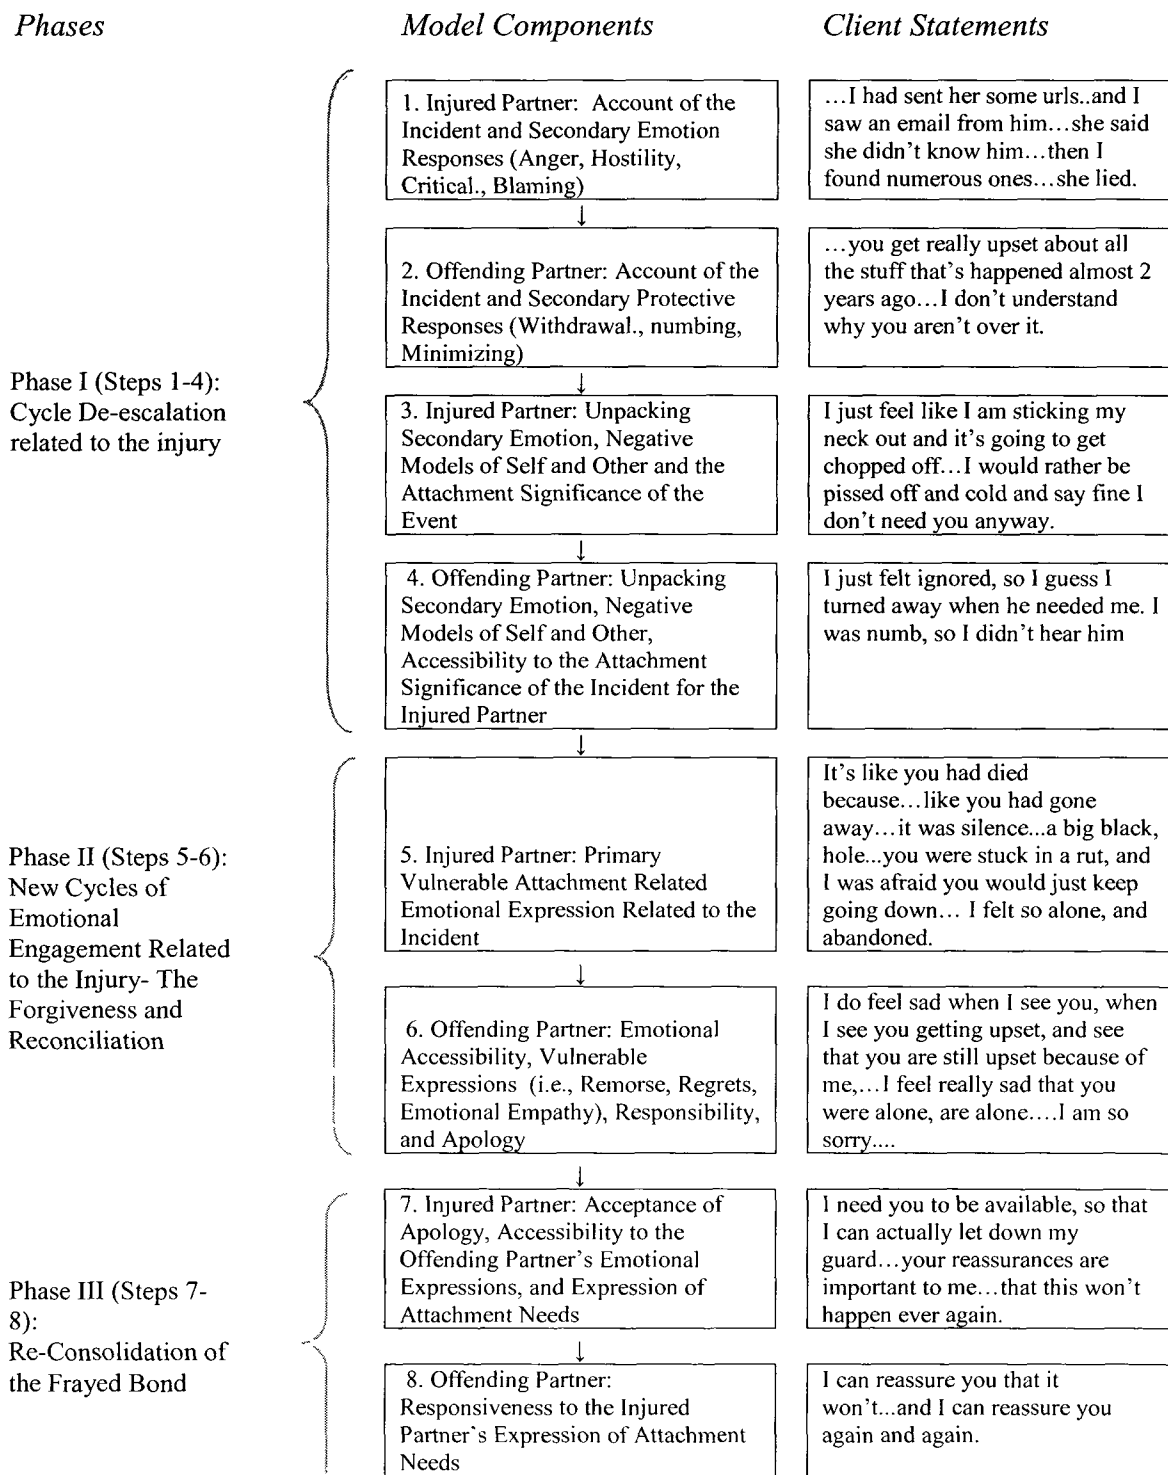 Phases
Model Components
Client Statements
Phase I (Steps 1-4):
Cycle De-escalation
related to the injury
1. Injured Partner: Account of the
Incident and Secondary Emotion
Responses (Anger, Hostility,
Critical., Blaming)
…I had sent her some urls..and I
saw an email from him…she said
she didn't know him…then I
found numerous ones…she lied.
↓
2. Offending Partner: Account of the
Incident and Secondary Protective
Responses (Withdrawal., numbing,
Minimizing)
…you get really upset about all
the stuff that's happened almost 2
years ago…I don't understand
why you aren't over it.
↓
3. Injured Partner: Unpacking
Secondary Emotion, Negative
Models of Self and Other and the
Attachment Significance of the
Event
I just feel like I am sticking my
neck out and it's going to get
chopped off…I would rather be
pissed off and cold and say fine I
don't need you anyway.
↓
4. Offending Partner: Unpacking
Secondary Emotion, Negative
Models of Self and Other,
Accessibility to the Attachment
Significance of the Incident for the
Injured Partner
I just felt ignored, so I guess I
turned away when he needed me. I
was numb, so I didn't hear him
↓
Phase II (Steps 5-6):
New Cycles of
Emotional
Engagement Related
to the Injury- The
Forgiveness and
Reconciliation
5. Injured Partner: Primary
Vulnerable Attachment Related
Emotional Expression Related to the
Incident
It's like you had died
because…like you had gone
away…it was silence...a big black,
hole...you were stuck in a rut, and
I was afraid you would just keep
going down… I felt so alone, and
abandoned.
↓
6. Offending Partner: Emotional
Accessibility, Vulnerable
Expressions (i.e., Remorse, Regrets,
Emotional Empathy), Responsibility,
and Apology
I do feel sad when I see you, when
I see you getting upset, and see
that you are still upset because of
me,…I feel really sad that you
were alone, are alone….I am so
sorry....
↓
Phase III (Steps 7-
8):
Re-Consolidation of
the Frayed Bond
7. Injured Partner: Acceptance of
Apology, Accessibility to the
Offending Partner's Emotional
Expressions, and Expression of
Attachment Needs
I need you to be available, so that
I can actually let down my
guard…your reassurances are
important to me…that this won't
happen ever again.
↓
8. Offending Partner:
Responsiveness to the Injured
Partner's Expression of Attachment
Needs
I can reassure you that it
won't...and I can reassure you
again and again.